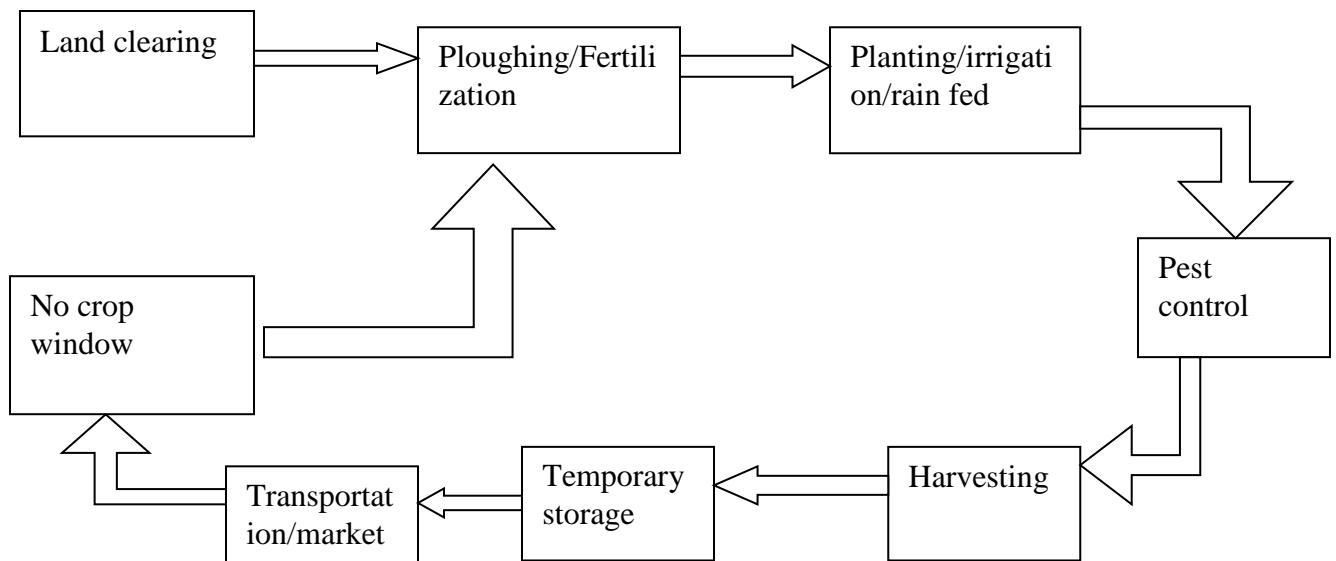 Land clearing
Ploughing/Fertili
zation
Planting/irrigati
on/rain fed
Pest
control
Harvesting
Temporary
storage
Transportat
ion/market
No crop
window